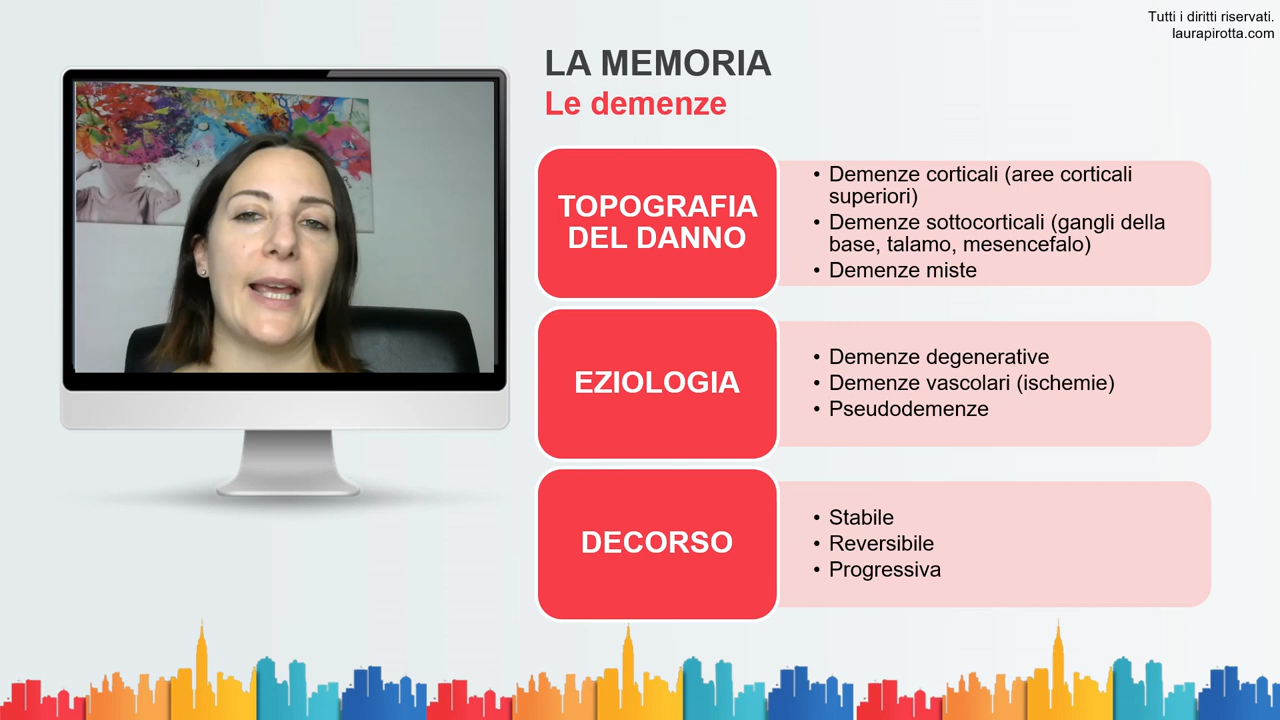 Tutti i diritti riservati.
laurapirotta.com
LA MEMORIA
Le demenze
TOPOGRAFIA
DEL DANNO
• Demenze corticali (aree corticali
superiori)
• Demenze sottocorticali (gangli della
base, talamo, mesencefalo)
• Demenze miste
EZIOLOGIA
• Demenze degenerative
• Demenze vascolari (ischemie)
• Pseudodemenze
DECORSO
• Stabile
• Reversibile
• Progressiva